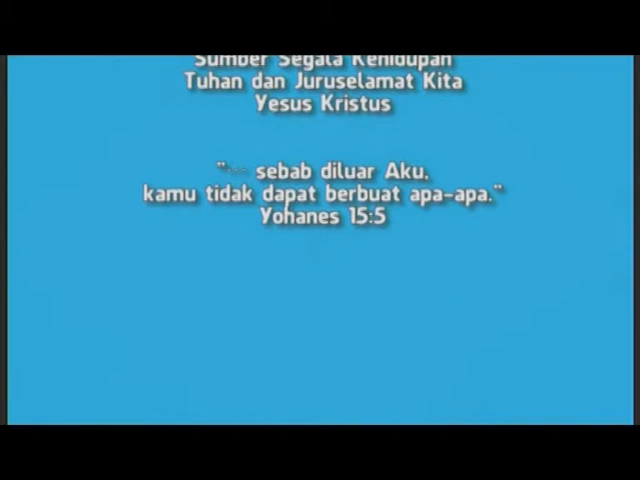 Sumber Segala Kehidupan
Tuhan dan Juruselamat Kita
Yesus Kristus
"... sebab diluar Aku,
kamu tidak dapat berbuat apa-apa."
Yohanes 15:5